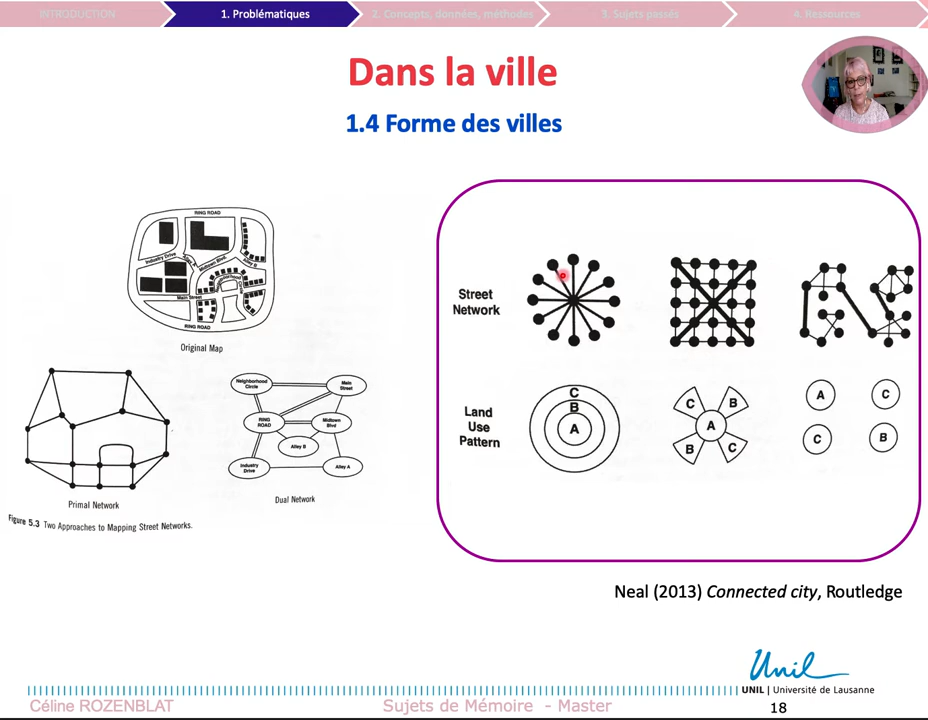 INTRODUCTION
1. Problématiques
2. Concepts, données, méthodes
3. Sujets passés
4. Ressources
Dans la ville
1.4 Forme des villes
RING ROAD
Industry Drive
Midtown Blvd.
Alley B
Main Street
RING ROAD
Original Map
Primal Network
Neighborhood
Circle
Main
Street
RING
ROAD
Midtown
Blvd
Alley B
Industry
Drive
Alley A
Dual Network
Figure 5.3 Two Approaches to Mapping Street Networks.
Street
Network
Land
Use
Pattern
C
B
A
C
B
A
B
C
A
C
C
B
Neal (2013) Connected city, Routledge
Unil
UNIL | Université de Lausanne
Céline ROZENBLAT
Sujets de Mémoire - Master
18